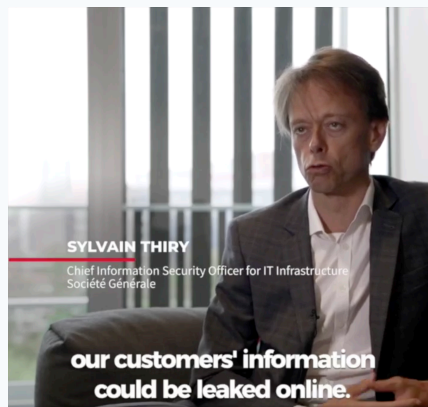 SYLVAIN THIRY
Chief Information Security Officer for IT Infrastructure
Société Générale
our customers' information
could be leaked online.